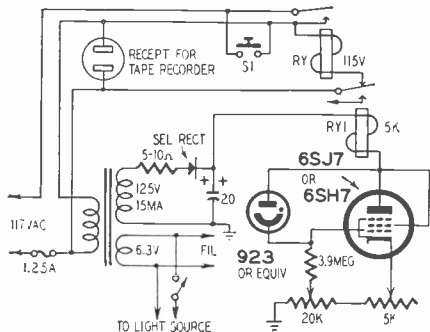 RECEPT FOR
TAPE RECORDER
S1
RY
115V
SEL RECT
5-10Ω
RY1
5K
6SJ7
OR
6SH7
125V
15MA
+
+
20
117VAC
1.25A
6.3V
FIL
923
OR EQUIV
3.9MEG
20K
5K
TO LIGHT SOURCE